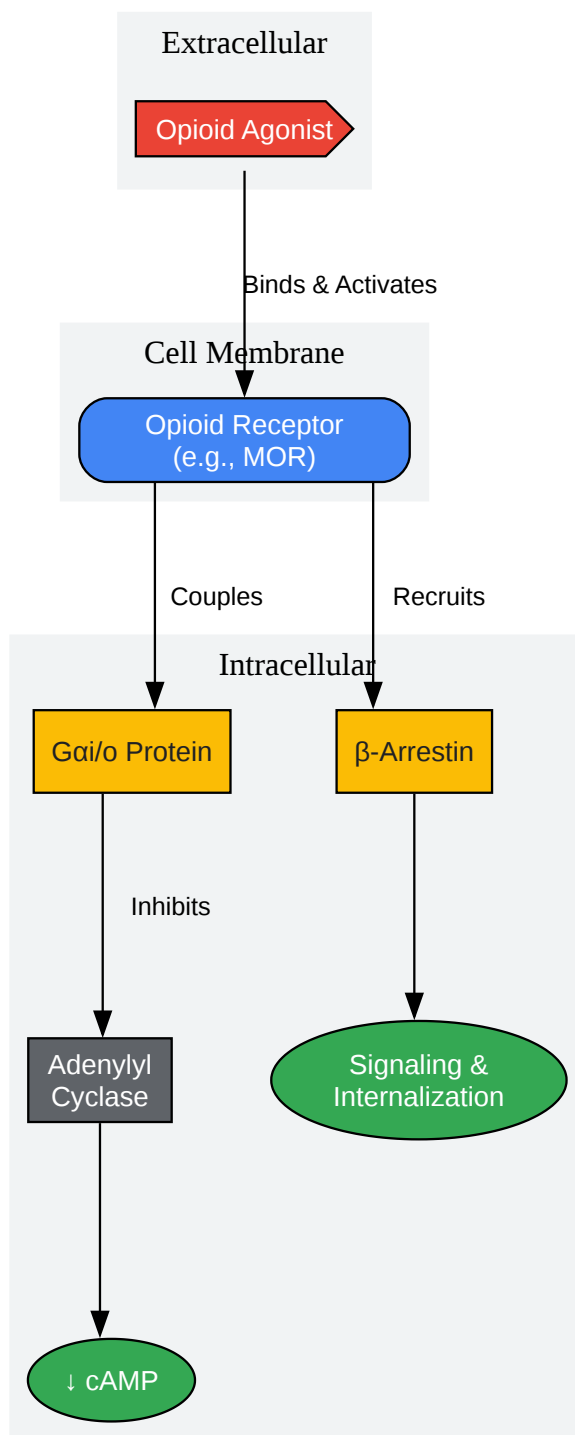 Extracellular
Opioid Agonist
Binds & Activates
Cell Membrane
Opioid Receptor
(e.g., MOR)
Couples
Recruits
Intracellular
Gαi/o Protein
β-Arrestin
Inhibits
Adenylyl
Cyclase
Signaling &
Internalization
↓ cAMP